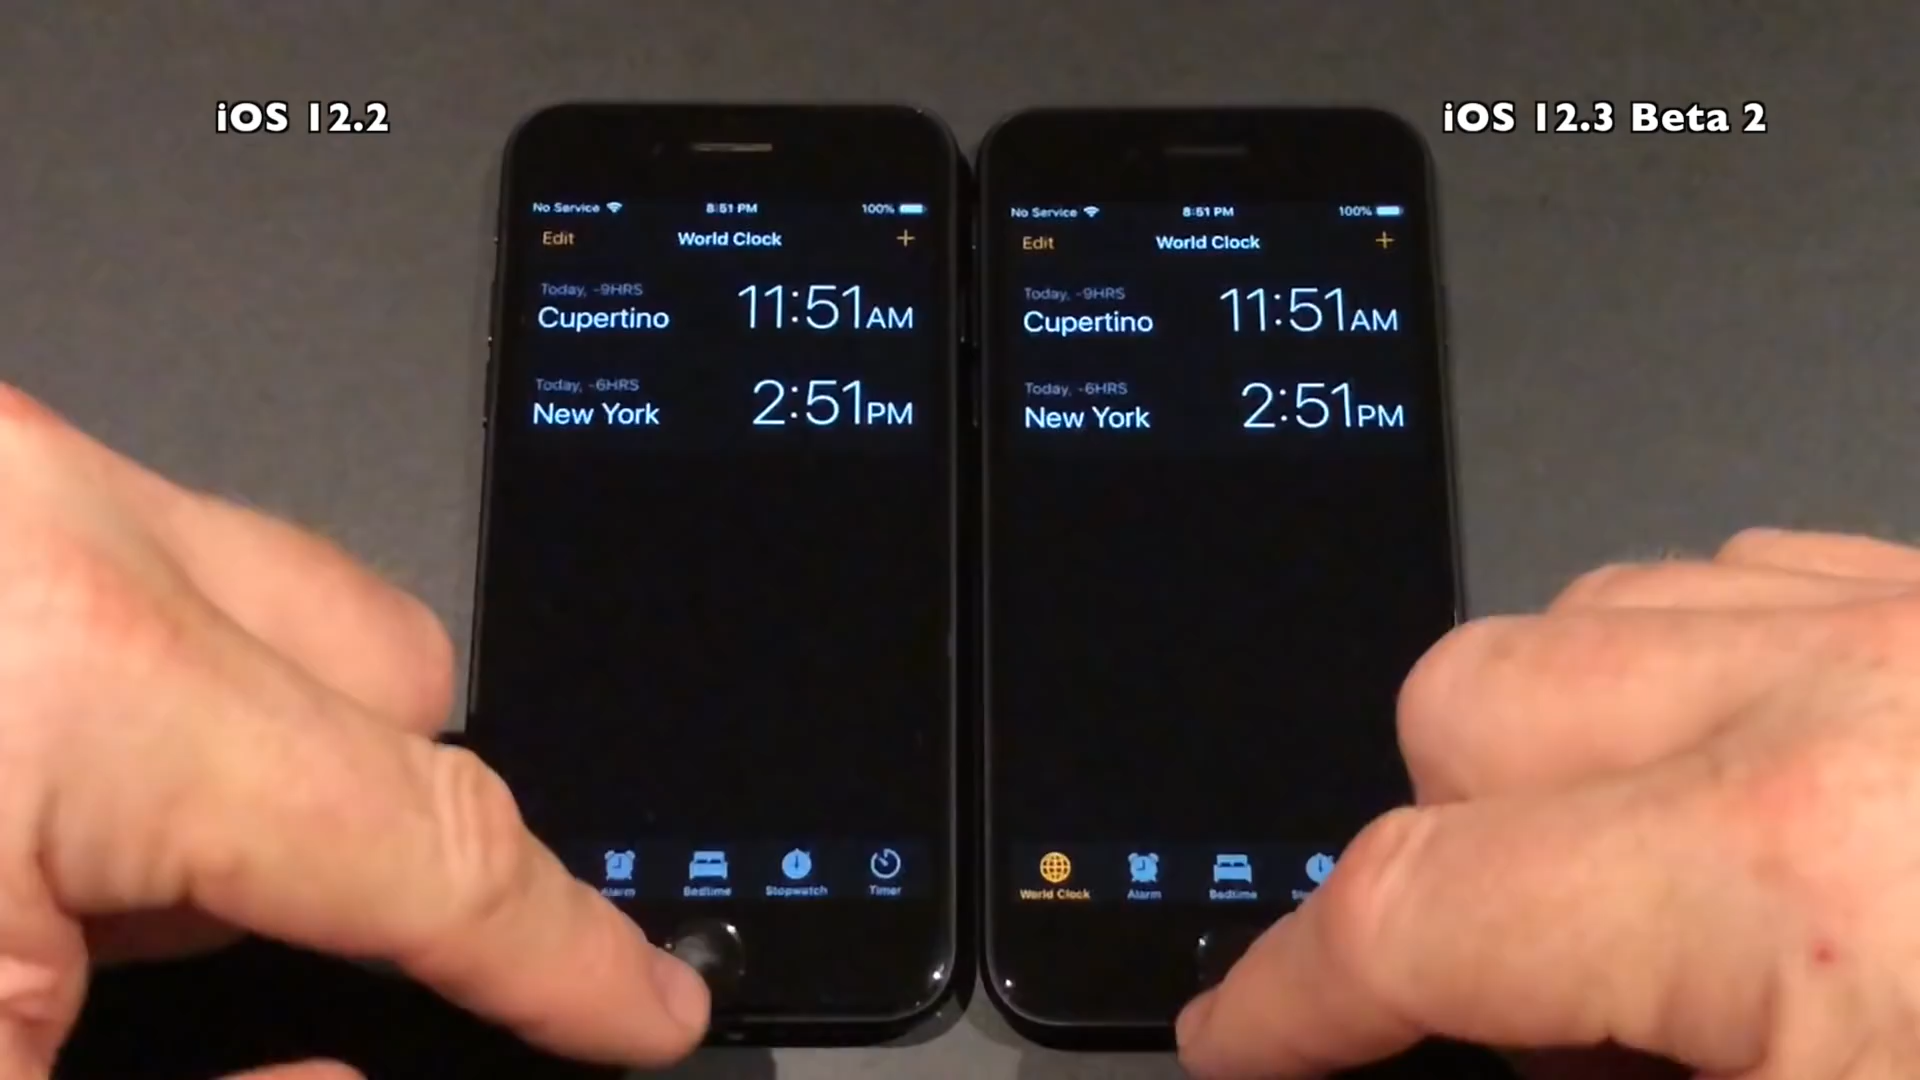 iOS 12.2
iOS 12.3 Beta 2
No Service 8:51 PM 100%
Edit World Clock +
Today, -9HRS
Cupertino 11:51AM
Today, -6HRS
New York 2:51PM
Alarm Bedtime Stopwatch Timer
No Service 8:51 PM 100%
Edit World Clock +
Today, -9HRS
Cupertino 11:51AM
Today, -6HRS
New York 2:51PM
World Clock Alarm Bedtime